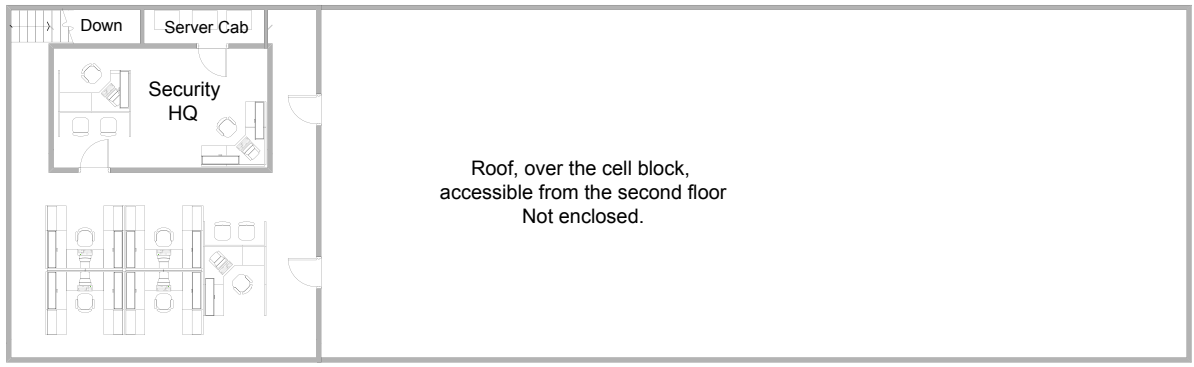 Down
Server Cab
Security
HQ
Roof, over the cell block,
accessible from the second floor
Not enclosed.